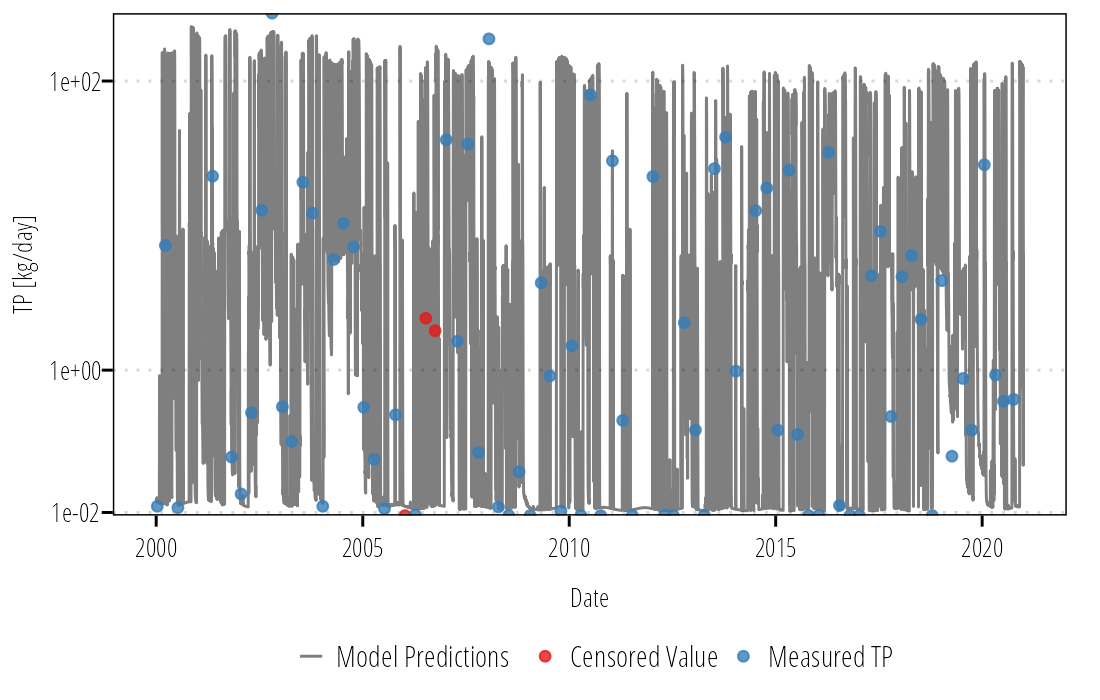 1e+02
1e+00
1e-02
TP [kg/day]
2000 2005 2010 2015 2020
Date
Model Predictions Censored Value Measured TP